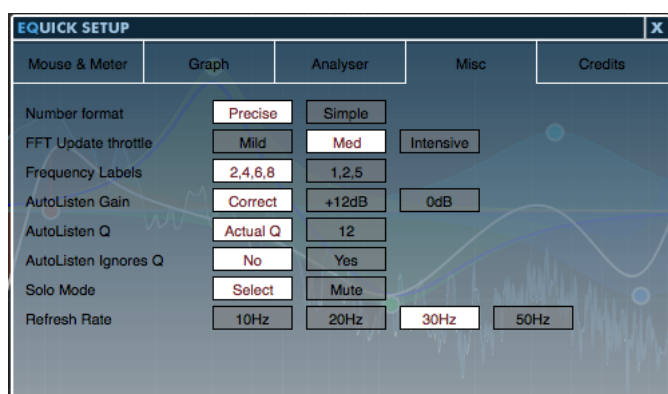 EQUICK SETUP X
Mouse & Meter Graph Analyser Misc Credits
Number format Precise Simple
FFT Update throttle Mild Med Intensive
Frequency Labels 2,4,6,8 1,2,5
AutoListen Gain Correct +12dB 0dB
AutoListen Q Actual Q 12
AutoListen Ignores Q No Yes
Solo Mode Select Mute
Refresh Rate 10Hz 20Hz 30Hz 50Hz